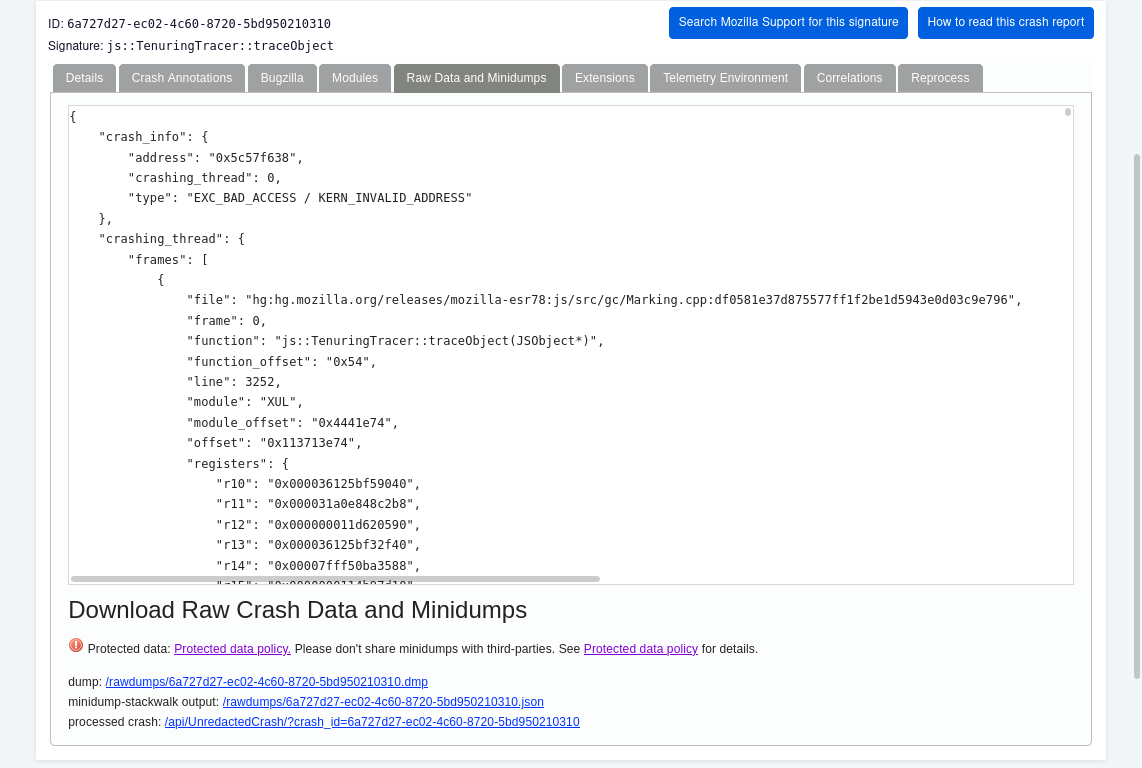 ID: 6a727d27-ec02-4c60-8720-5bd950210310
Signature: js::TenuringTracer::traceObject
Search Mozilla Support for this signature
How to read this crash report
Details Crash Annotations Bugzilla Modules Raw Data and Minidumps Extensions Telemetry Environment Correlations Reprocess
{
"crash_info": {
"address": "0x5c57f638",
"crashing_thread": 0,
"type": "EXC_BAD_ACCESS / KERN_INVALID_ADDRESS"
},
"crashing_thread": {
"frames": [
{
"file": "hg:hg.mozilla.org/releases/mozilla-esr78:js/src/gc/Marking.cpp:df0581e37d875577ff1f2be1d5943e0d03c9e796",
"frame": 0,
"function": "js::TenuringTracer::traceObject(JSObject*)",
"function_offset": "0x54",
"line": 3252,
"module": "XUL",
"module_offset": "0x4441e74",
"offset": "0x113713e74",
"registers": {
"r10": "0x000036125bf59040",
"r11": "0x000031a0e848c2b8",
"r12": "0x000000011d620590",
"r13": "0x000036125bf32f40",
"r14": "0x00007fff50ba3588",
Download Raw Crash Data and Minidumps
Protected data: Protected data policy. Please don't share minidumps with third-parties. See Protected data policy for details.
dump: /rawdumps/6a727d27-ec02-4c60-8720-5bd950210310.dmp
minidump-stackwalk output: /rawdumps/6a727d27-ec02-4c60-8720-5bd950210310.json
processed crash: /api/UnredactedCrash/?crash_id=6a727d27-ec02-4c60-8720-5bd950210310